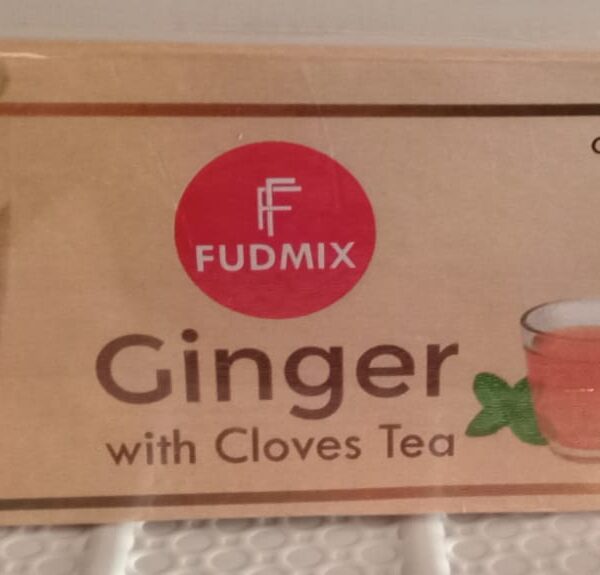 FUDMIX
Ginger
with Cloves Tea